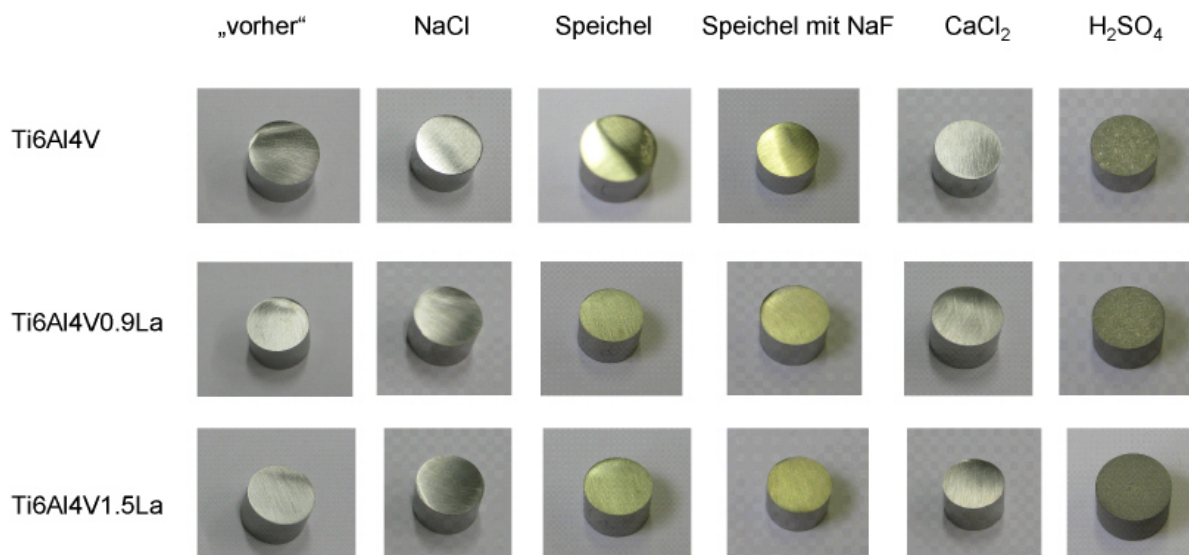 „vorher“ NaCl Speichel Speichel mit NaF CaCl₂ H₂SO₄
Ti6Al4V
Ti6Al4V0.9La
Ti6Al4V1.5La